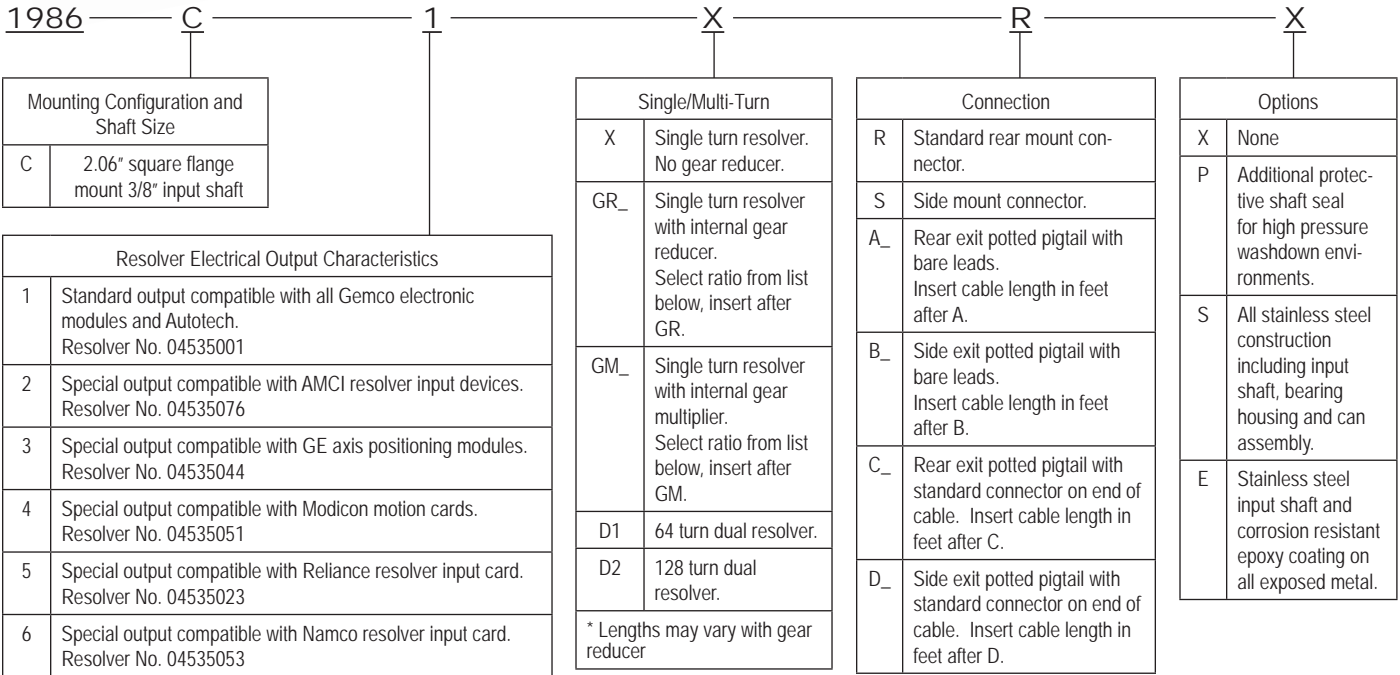 1986 C 1 X R X
Mounting Configuration and
Shaft Size
C 2.06″ square flange
mount 3/8″ input shaft
Resolver Electrical Output Characteristics
1 Standard output compatible with all Gemco electronic
modules and Autotech.
Resolver No. 04535001
2 Special output compatible with AMCI resolver input devices.
Resolver No. 04535076
3 Special output compatible with GE axis positioning modules.
Resolver No. 04535044
4 Special output compatible with Modicon motion cards.
Resolver No. 04535051
5 Special output compatible with Reliance resolver input card.
Resolver No. 04535023
6 Special output compatible with Namco resolver input card.
Resolver No. 04535053
Single/Multi-Turn
X Single turn resolver.
No gear reducer.
GR_ Single turn resolver
with internal gear
reducer.
Select ratio from list
below, insert after
GR.
GM_ Single turn resolver
with internal gear
multiplier.
Select ratio from list
below, insert after
GM.
D1 64 turn dual resolver.
D2 128 turn dual
resolver.
* Lengths may vary with gear
reducer
Connection
R Standard rear mount con-
nector.
S Side mount connector.
A_ Rear exit potted pigtail with
bare leads.
Insert cable length in feet
after A.
B_ Side exit potted pigtail with
bare leads.
Insert cable length in feet
after B.
C_ Rear exit potted pigtail with
standard connector on end of
cable. Insert cable length in
feet after C.
D_ Side exit potted pigtail with
standard connector on end of
cable. Insert cable length in
feet after D.
Options
X None
P Additional protec-
tive shaft seal
for high pressure
washdown envi-
ronments.
S All stainless steel
construction
including input
shaft, bearing
housing and can
assembly.
E Stainless steel
input shaft and
corrosion resistant
epoxy coating on
all exposed metal.